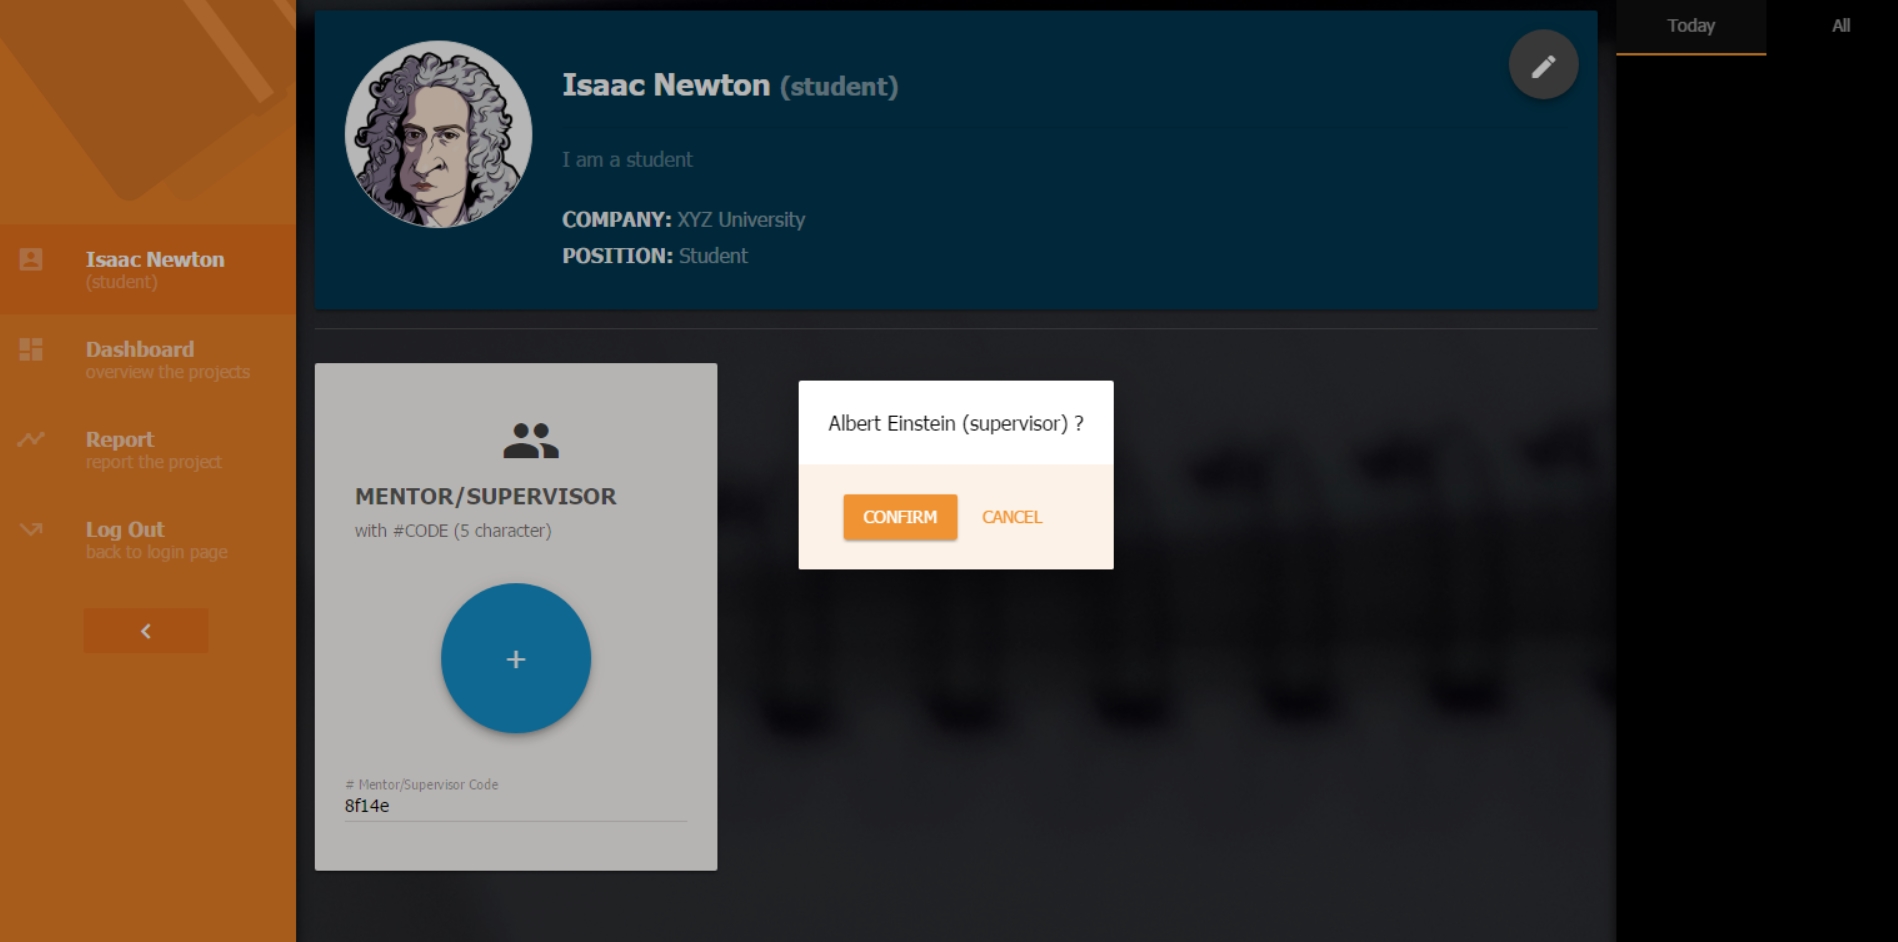 Isaac Newton
(student)
Dashboard
overview the projects
Report
report the project
Log Out
back to login page
Isaac Newton (student)
I am a student
COMPANY: XYZ University
POSITION: Student
MENTOR/SUPERVISOR
with #CODE (5 character)
+
# Mentor/Supervisor Code
8f14e
Albert Einstein (supervisor) ?
CONFIRM CANCEL
Today All